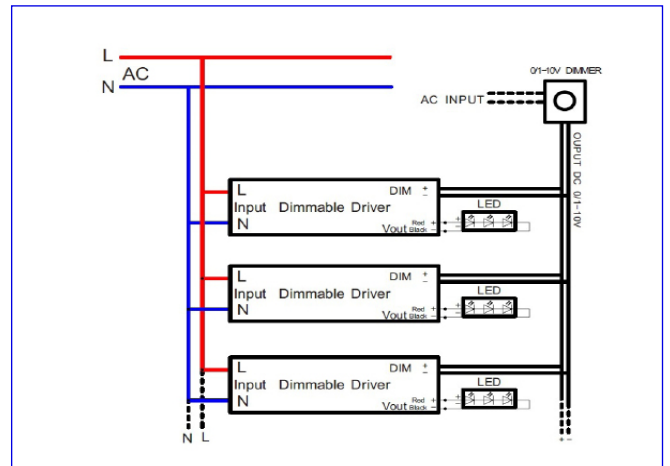 L
AC
N
0/1-10V DIMMER
AC INPUT
OUPUT DC 0/1-10V
L
DIM + -
Input Dimmable Driver
N
Vout Red + Black -
LED
+ -
L
DIM + -
Input Dimmable Driver
N
Vout Red + Black -
LED
+ -
L
DIM + -
Input Dimmable Driver
N
Vout Red + Black -
LED
+ -
N L
+ -